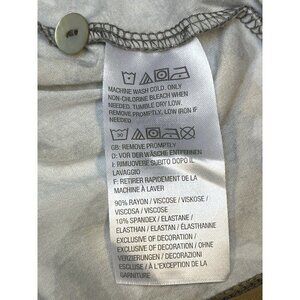 MACHINE WASH COLD, ONLY
NON-CHLORINE BLEACH WHEN
NEEDED. TUMBLE DRY LOW.
REMOVE PROMPTLY, LOW IRON IF
NEEDED
30
GB: REMOVE PROMPTLY
D: VOR DER WÄSCHE ENTFERNEN
I: RIMUOVERE SUBITO DOPO IL
LAVAGGIO
F: RETIRER RAPIDEMENT DE LA
MACHINE À LAVER
90% RAYON / VISCOSE / VISKOSE /
VISCOSA / VISCOSE
10% SPANDEX / ELASTANE /
ELASTHAN / ELASTAN / ÉLASTHANNE
EXCLUSIVE OF DECORATION /
EXCLUSIVE OF DECORATION / OHNE
VERZIERUNGEN / DECORAZIONI
ESCLUSE / À L'EXCEPTION DE LA
GARNITURE